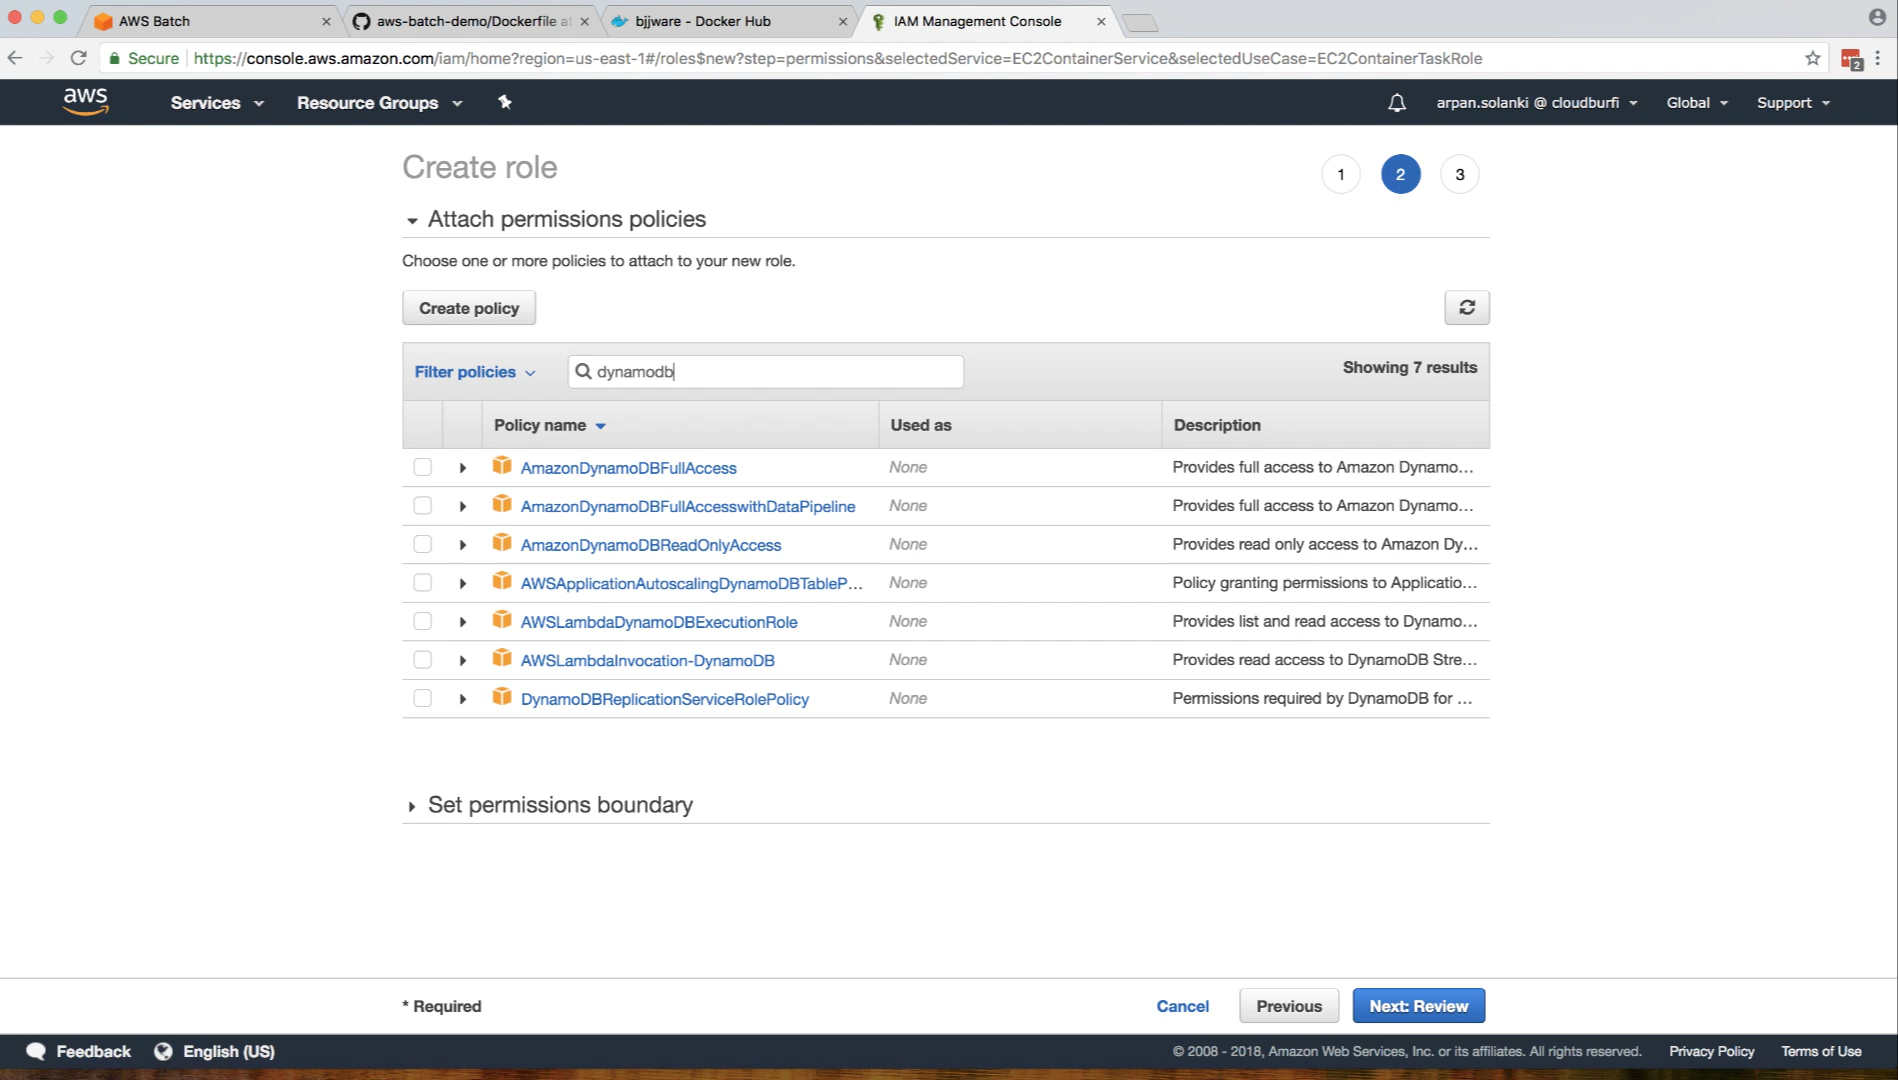 AWS Batch
aws-batch-demo/Dockerfile at
bjjware - Docker Hub
IAM Management Console
Secure
https://console.aws.amazon.com/iam/home?region=us-east-1#/roles$new?step=permissions&selectedService=EC2ContainerService&selectedUseCase=EC2ContainerTaskRole
2
aws
Services
Resource Groups
arpan.solanki @ cloudburfi
Global
Support
Create role
1
2
3
Attach permissions policies
Choose one or more policies to attach to your new role.
Create policy
Filter policies
dynamodb
Showing 7 results
Policy name
Used as
Description
AmazonDynamoDBFullAccess
None
Provides full access to Amazon Dynamo...
AmazonDynamoDBFullAccesswithDataPipeline
None
Provides full access to Amazon Dynamo...
AmazonDynamoDBReadOnlyAccess
None
Provides read only access to Amazon Dy...
AWSApplicationAutoscalingDynamoDBTableP...
None
Policy granting permissions to Applicatio...
AWSLambdaDynamoDBExecutionRole
None
Provides list and read access to Dynamo...
AWSLambdaInvocation-DynamoDB
None
Provides read access to DynamoDB Stre...
DynamoDBReplicationServiceRolePolicy
None
Permissions required by DynamoDB for ...
Set permissions boundary
* Required
Cancel
Previous
Next: Review
Feedback
English (US)
© 2008 - 2018, Amazon Web Services, Inc. or its affiliates. All rights reserved.
Privacy Policy
Terms of Use